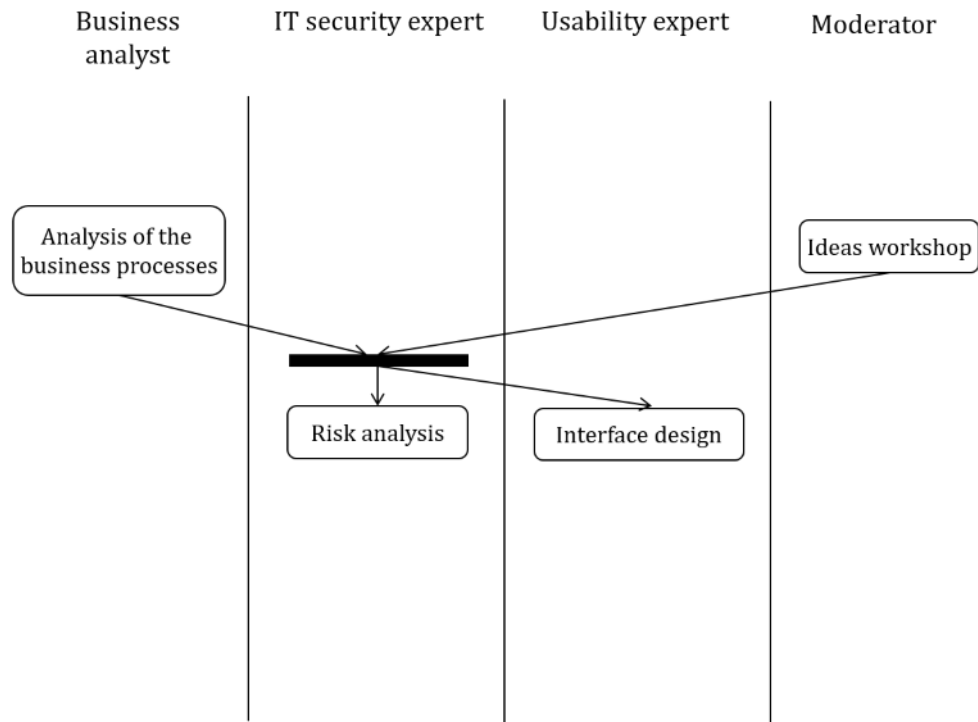 Business
analyst
IT security expert
Usability expert
Moderator
Analysis of the
business processes
Ideas workshop
Risk analysis
Interface design